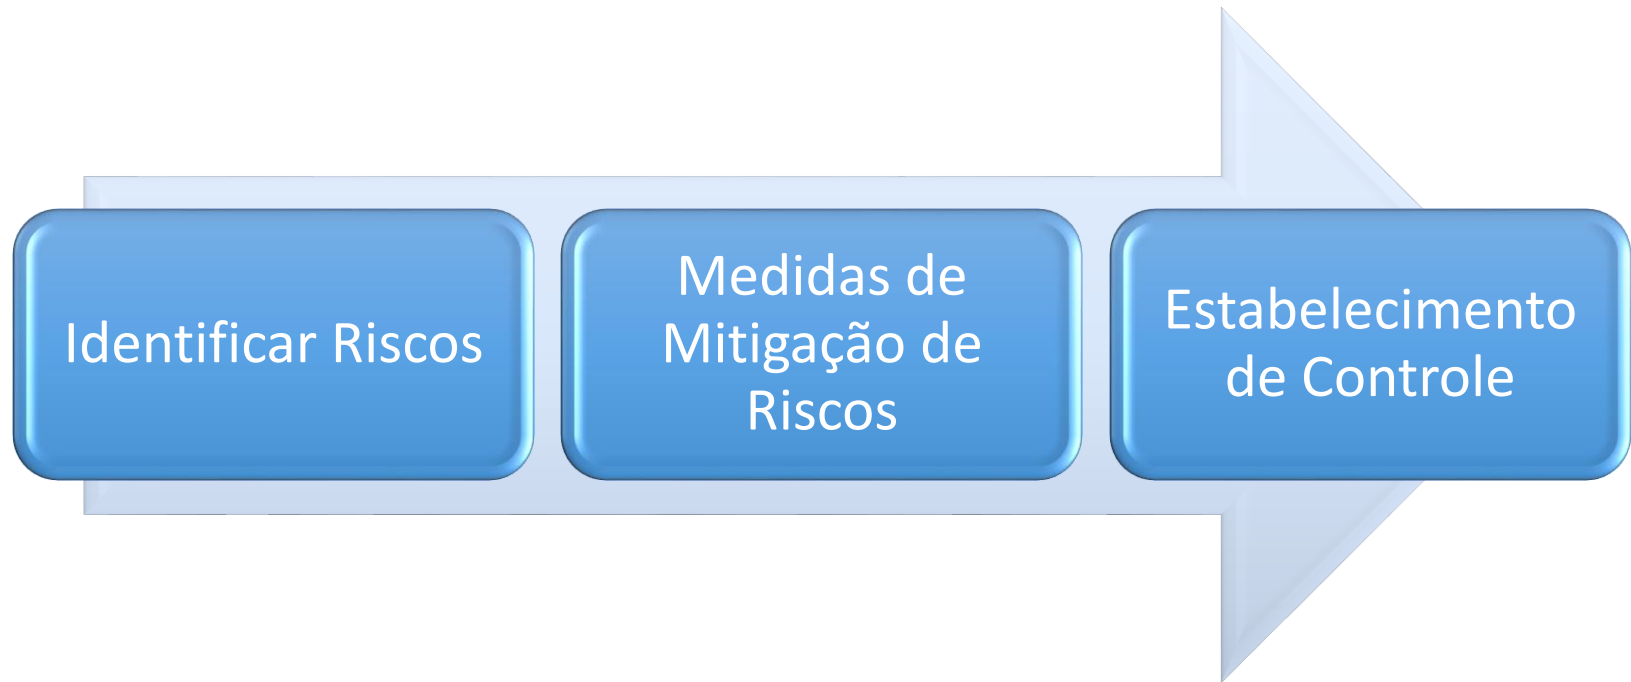 Identificar Riscos
Medidas de
Mitigação de
Riscos
Estabelecimento
de Controle